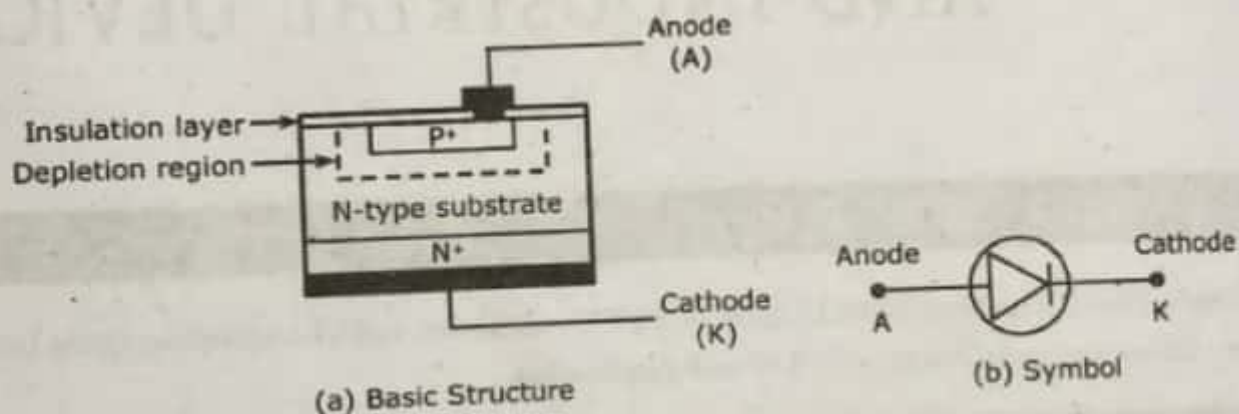 Anode
(A)
Insulation layer
P+
Depletion region
N-type substrate
N+
Cathode
(K)
(a) Basic Structure
Anode
Cathode
A
K
(b) Symbol